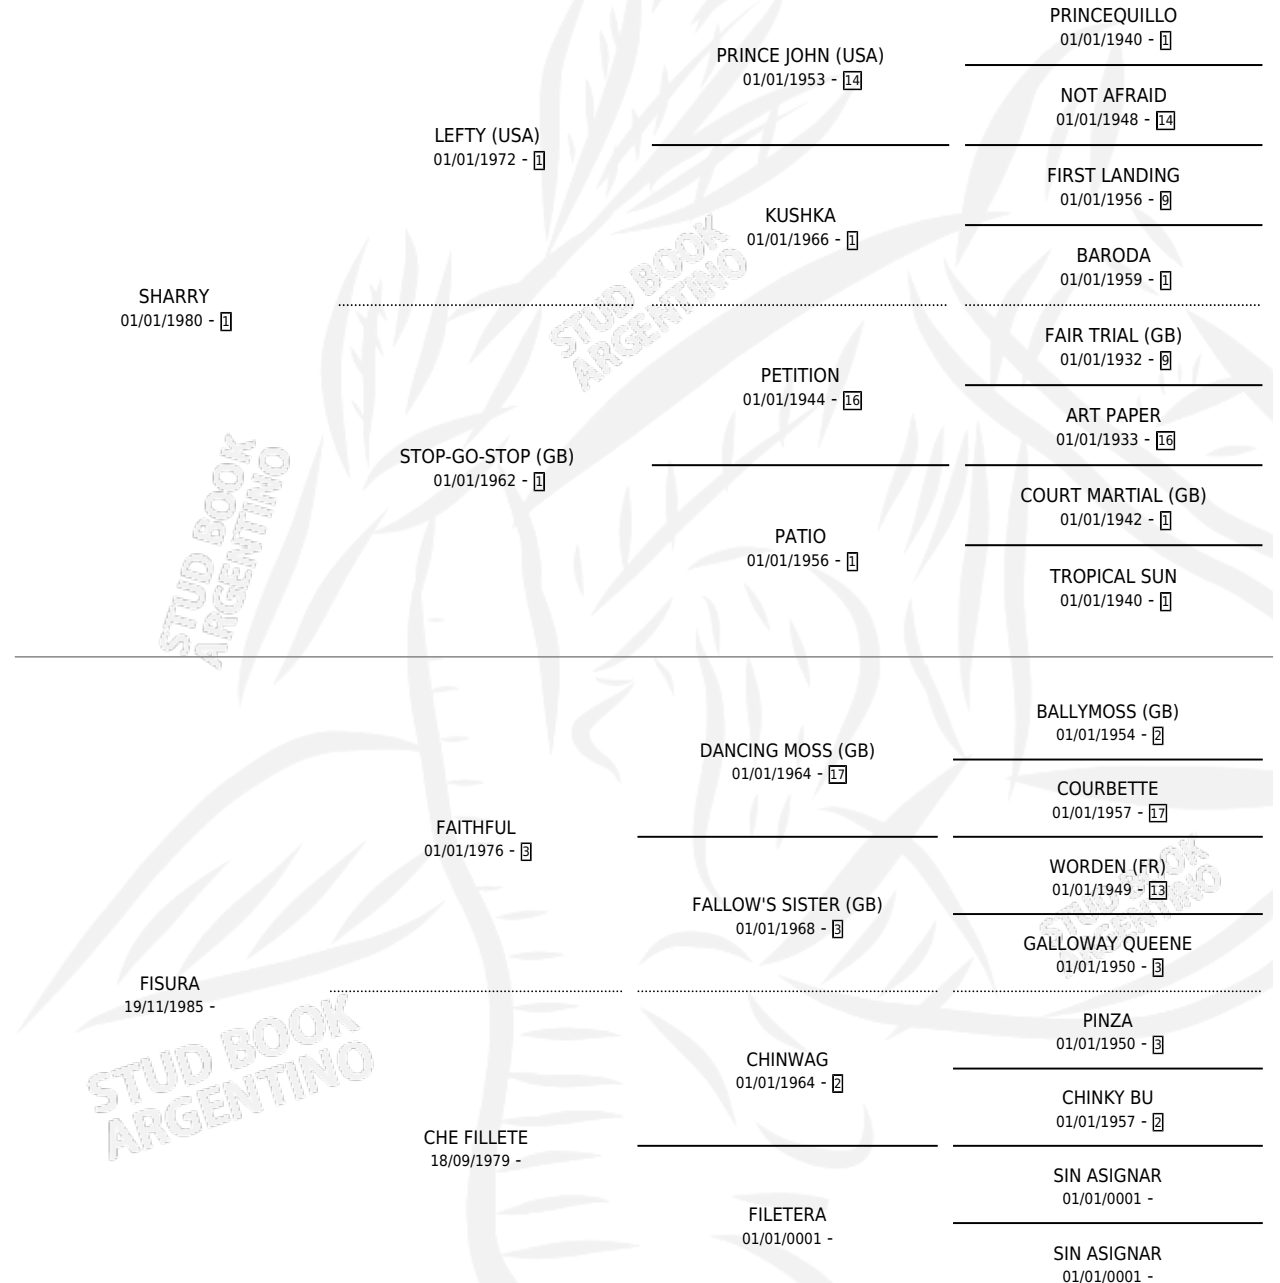 PRINCEQUILLO
01/01/1940 - 1
PRINCE JOHN (USA)
01/01/1953 - 14
NOT AFRAID
01/01/1948 - 14
LEFTY (USA)
01/01/1972 - 1
FIRST LANDING
01/01/1956 - 9
KUSHKA
01/01/1966 - 1
BARODA
01/01/1959 - 1
SHARRY
01/01/1980 - 1
FAIR TRIAL (GB)
01/01/1932 - 9
PETITION
01/01/1944 - 16
ART PAPER
01/01/1933 - 16
STOP-GO-STOP (GB)
01/01/1962 - 1
COURT MARTIAL (GB)
01/01/1942 - 1
PATIO
01/01/1956 - 1
TROPICAL SUN
01/01/1940 - 1
BALLYMOSS (GB)
01/01/1954 - 2
DANCING MOSS (GB)
01/01/1964 - 17
COURBETTE
01/01/1957 - 17
FAITHFUL
01/01/1976 - 3
WORDEN (FR)
01/01/1949 - 13
FALLOW'S SISTER (GB)
01/01/1968 - 3
GALLOWAY QUEENE
01/01/1950 - 3
FISURA
19/11/1985 -
PINZA
01/01/1950 - 3
CHINWAG
01/01/1964 - 2
CHINKY BU
01/01/1957 - 2
CHE FILLETE
18/09/1979 -
SIN ASIGNAR
01/01/0001 -
FILETERA
01/01/0001 -
SIN ASIGNAR
01/01/0001 -
STUD BOOK
ARGENTINO
STUD BOOK
ARGENTINO
STUD BOOK
ARGENTINO
STUD BOOK
ARGENTINO